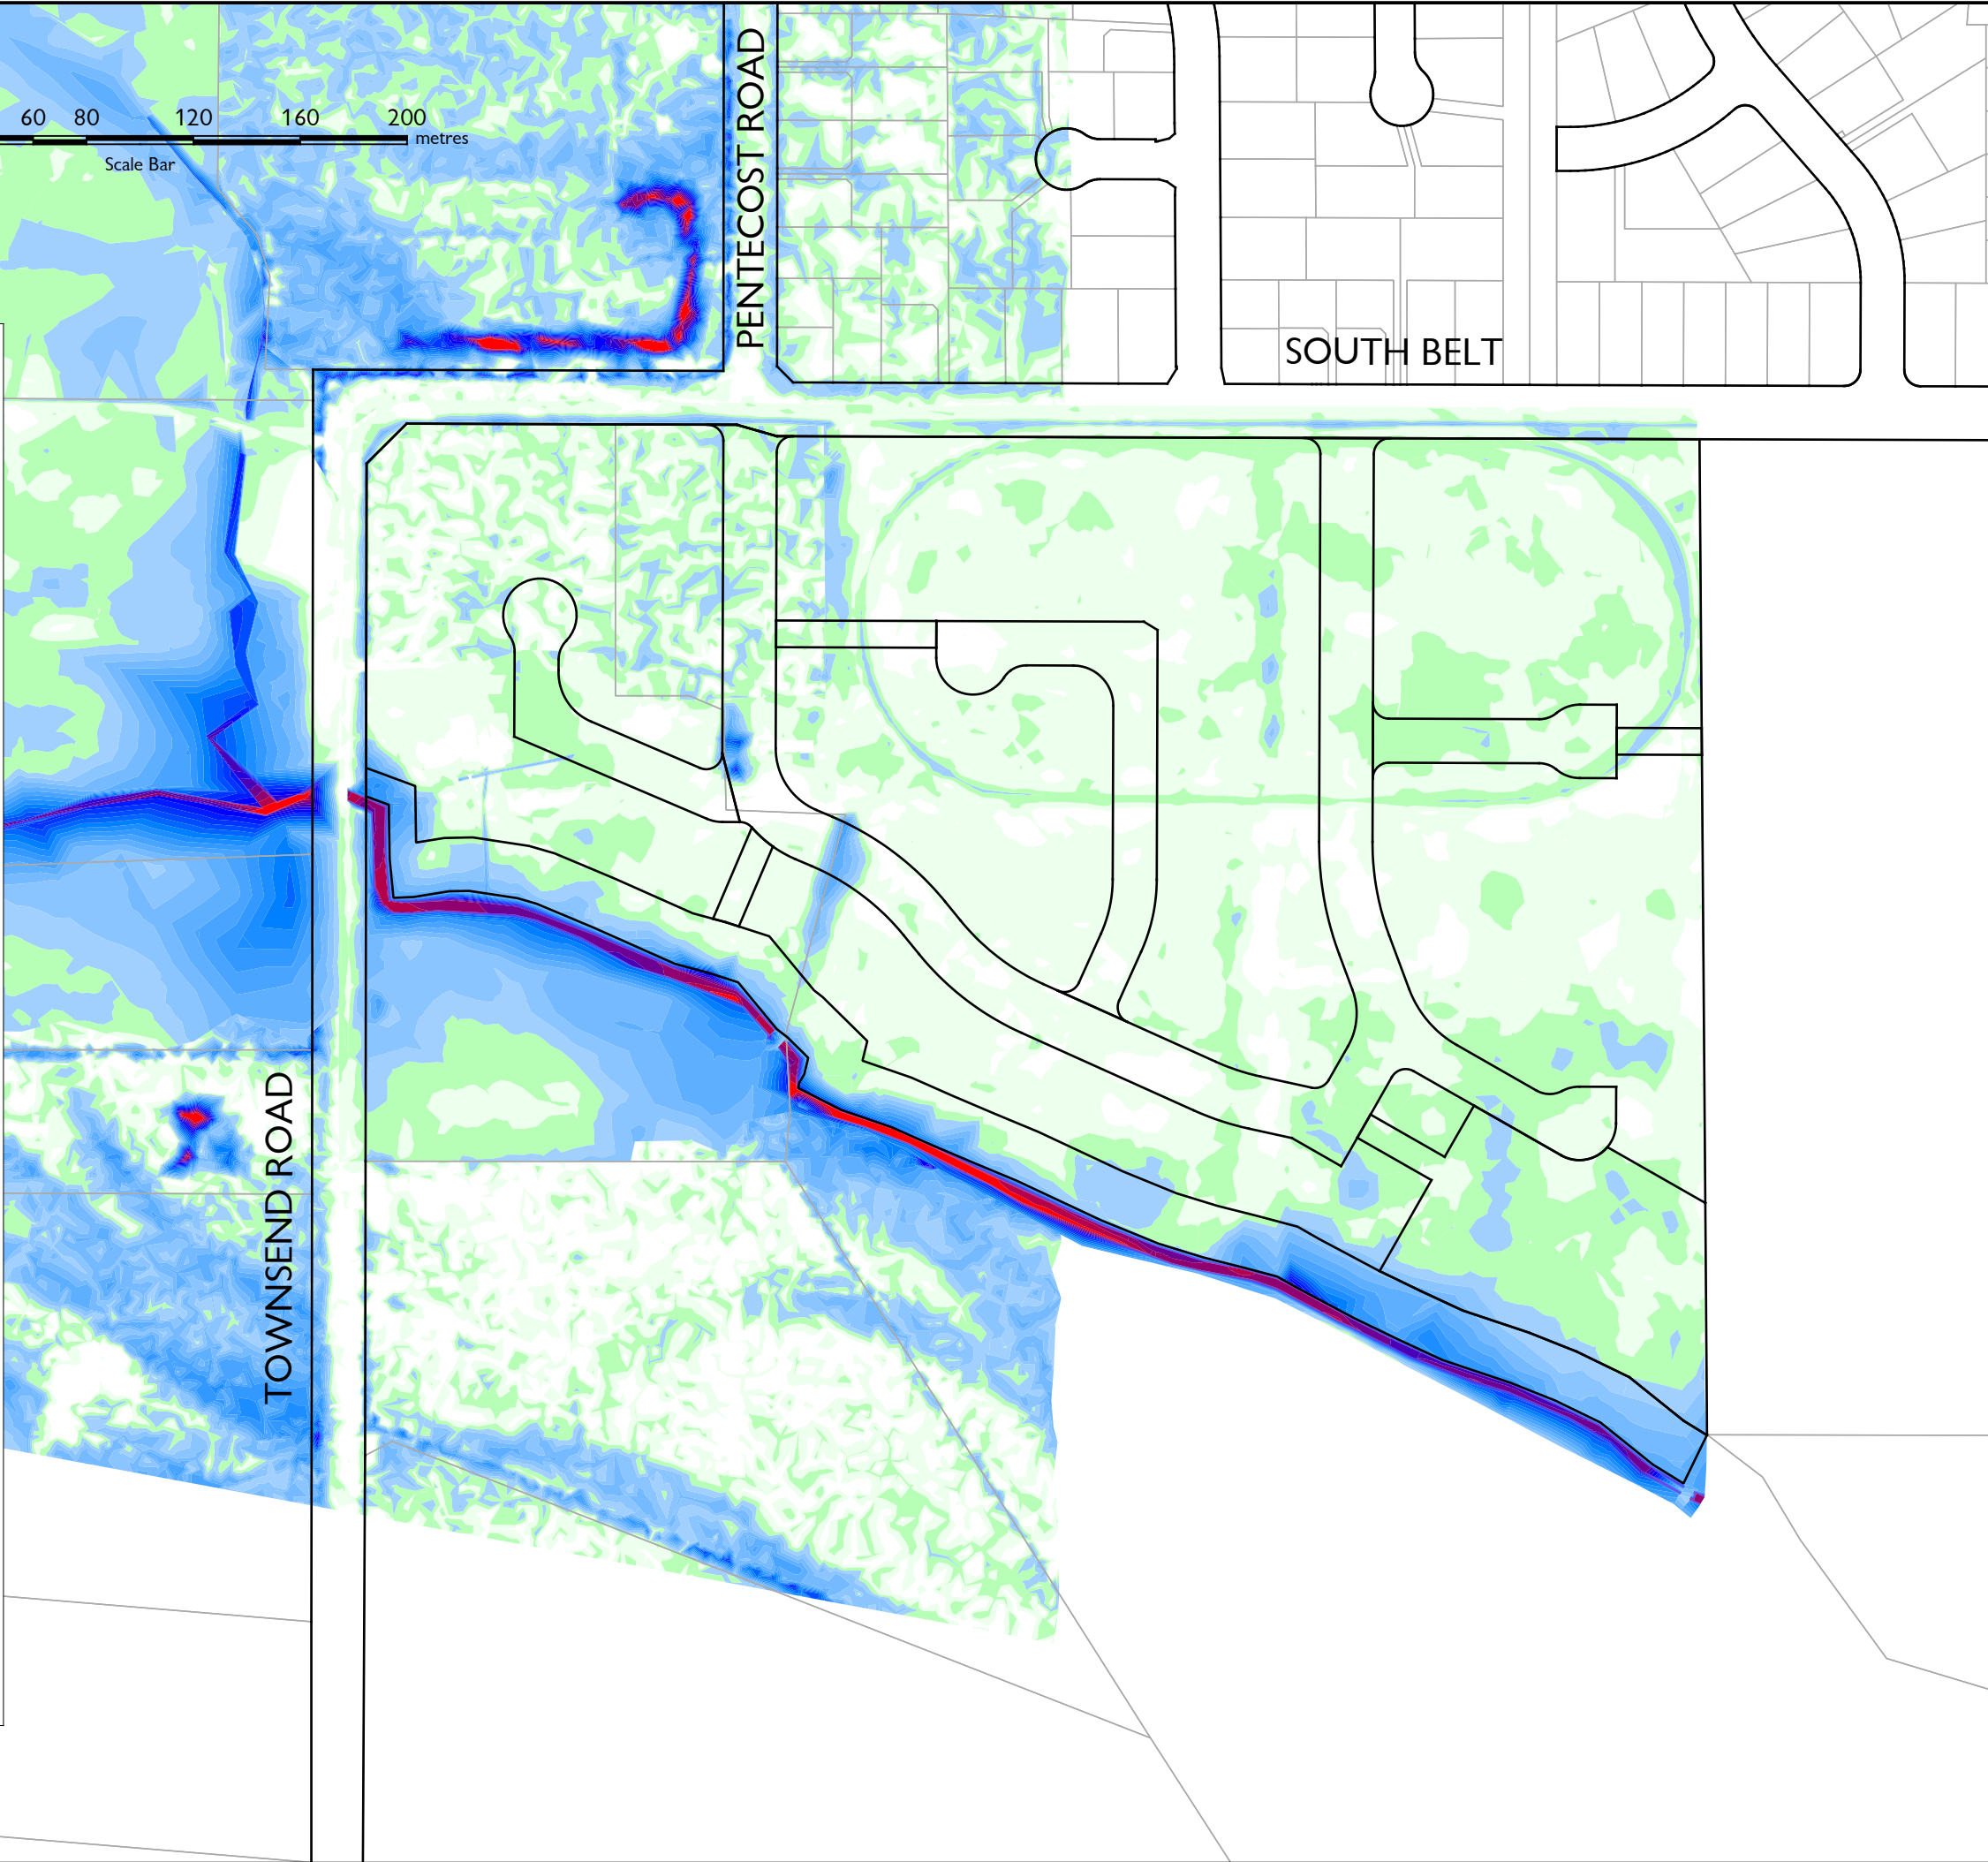 PENTECOST ROAD
60 80 120 160 200
metres
Scale Bar
SOUTH BELT
TOWNSEND ROAD